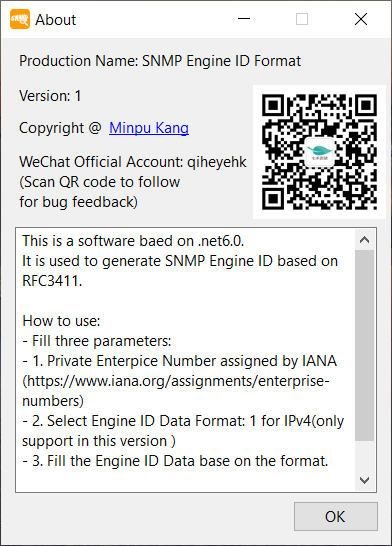 About
Production Name: SNMP Engine ID Format
Version: 1
Copyright @ Minpu Kang
WeChat Official Account: qiheyehk
(Scan QR code to follow
for bug feedback)
This is a software baed on .net6.0.
It is used to generate SNMP Engine ID based on
RFC3411.
How to use:
- Fill three parameters:
- 1. Private Enterpice Number assigned by IANA
(https://www.iana.org/assignments/enterprise-
numbers)
- 2. Select Engine ID Data Format: 1 for IPv4(only
support in this version )
- 3. Fill the Engine ID Data base on the format.
OK